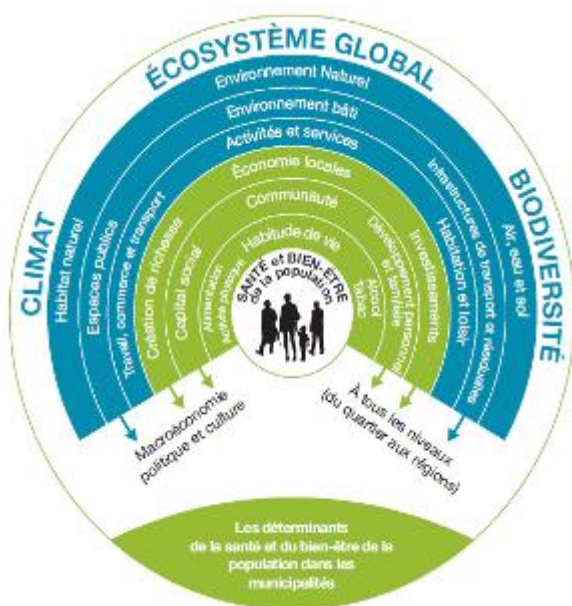 ÉCOSYSTÈME GLOBAL
CLIMAT
BIODIVERSITÉ
Environnement Naturel
Habitat naturel
Air, eau et sol
Environnement bâti
Espaces publics
Infrastructures de transport et résiduaires
Activités et services
Travail, commerce et transport
Habitation et loisir
Économie locales
Création de richesse
Investissements
Communauté
Capital social
Développement personnel
et familiale
Habitude de vie
Alimentation
Activité physique
Alcool
Tabac
SANTÉ et BIEN-ÊTRE
de la population
Macroéconomie
politique et culture
À tous les niveaux
(du quartier aux régions)
Les déterminants
de la santé et du bien-être de la
population dans les
municipalités